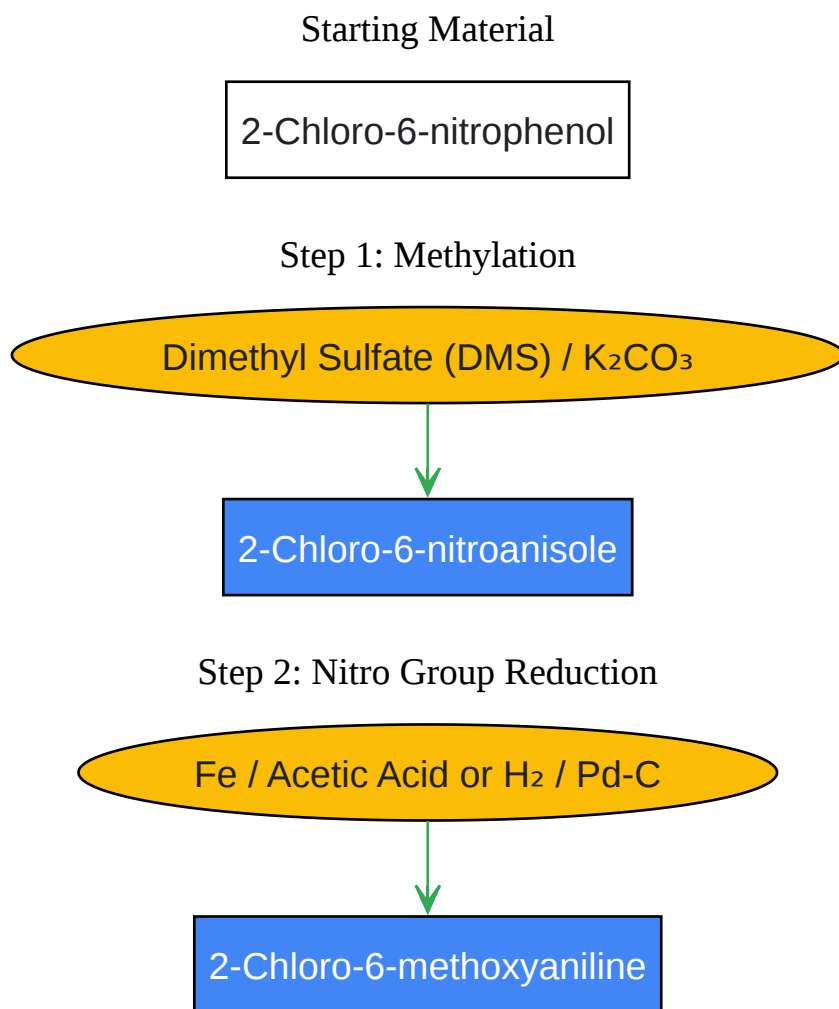 Starting Material
2-Chloro-6-nitrophenol
Step 1: Methylation
Dimethyl Sulfate (DMS) / K₂CO₃
2-Chloro-6-nitroanisole
Step 2: Nitro Group Reduction
Fe / Acetic Acid or H₂ / Pd-C
2-Chloro-6-methoxyaniline